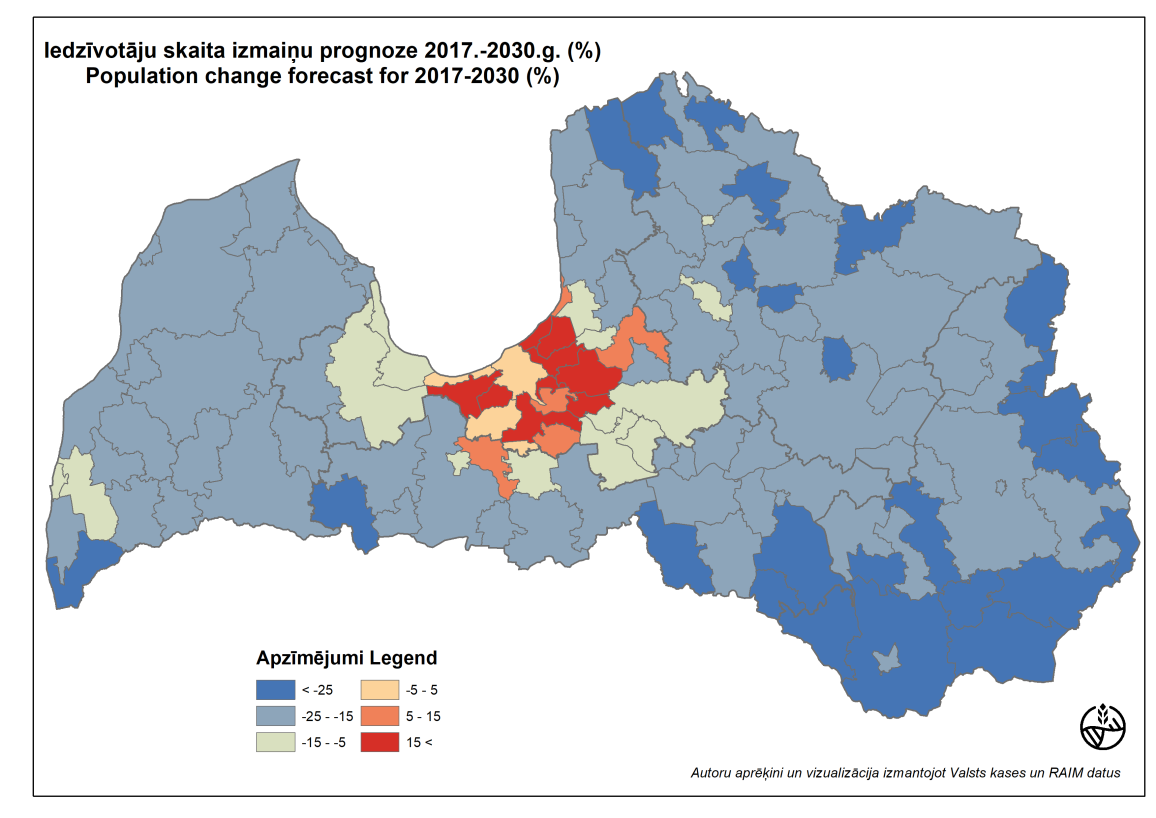 Iedzīvotāju skaita izmaiņu prognoze 2017.-2030.g. (%)
Population change forecast for 2017-2030 (%)
Apzīmējumi Legend
< -25
-5 - 5
-25 - -15
5 - 15
-15 - -5
15 <
Autoru aprēķini un vizualizācija izmantojot Valsts kases un RAIM datus